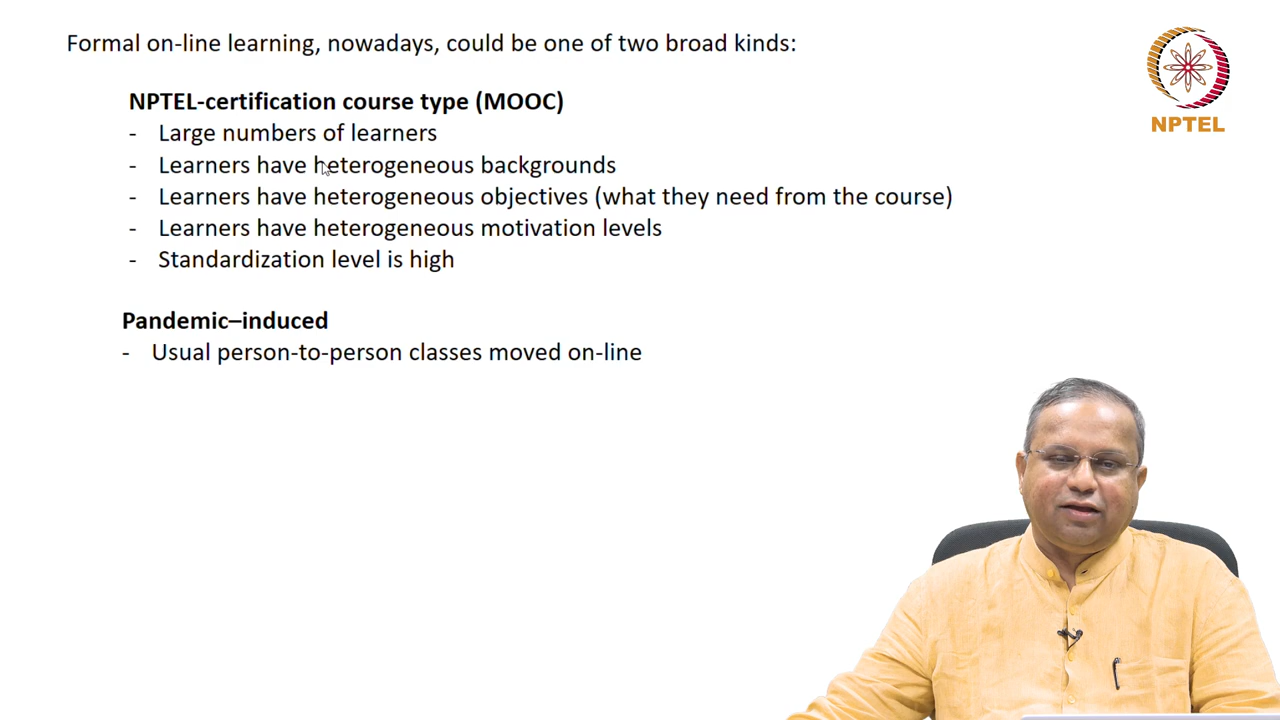 Formal on-line learning, nowadays, could be one of two broad kinds:
NPTEL-certification course type (MOOC)
- Large numbers of learners
- Learners have heterogeneous backgrounds
- Learners have heterogeneous objectives (what they need from the course)
- Learners have heterogeneous motivation levels
- Standardization level is high
Pandemic–induced
- Usual person-to-person classes moved on-line
NPTEL